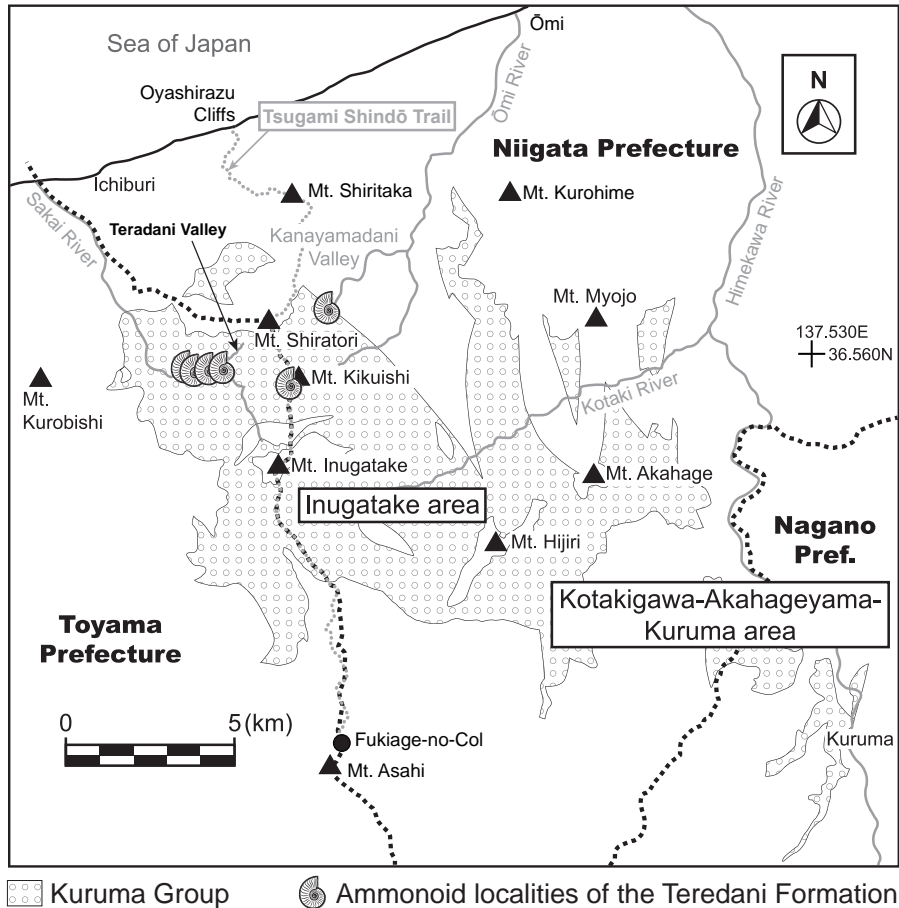 Ōmi
Sea of Japan
Oyashirazu
Cliffs
Tsugami Shindō Trail
Ōmi River
N
Niigata Prefecture
Ichiburi
Mt. Shiritaka
Mt. Kurohime
Sakai River
Teradani Valley
Kanayamadani
Valley
Himekawa River
Mt. Myojo
137.530E
36.560N
Mt. Shiratori
Mt. Kikuishi
Mt.
Kurobishi
Kotaki River
Mt. Inugatake
Mt. Akahage
Inugatake area
Nagano
Pref.
Mt. Hijiri
Kotakigawa-Akahageyama-
Kuruma area
Toyama
Prefecture
0 5 (km)
Fukiage-no-Col
Kuruma
Mt. Asahi
Kuruma Group
Ammonoid localities of the Teredani Formation